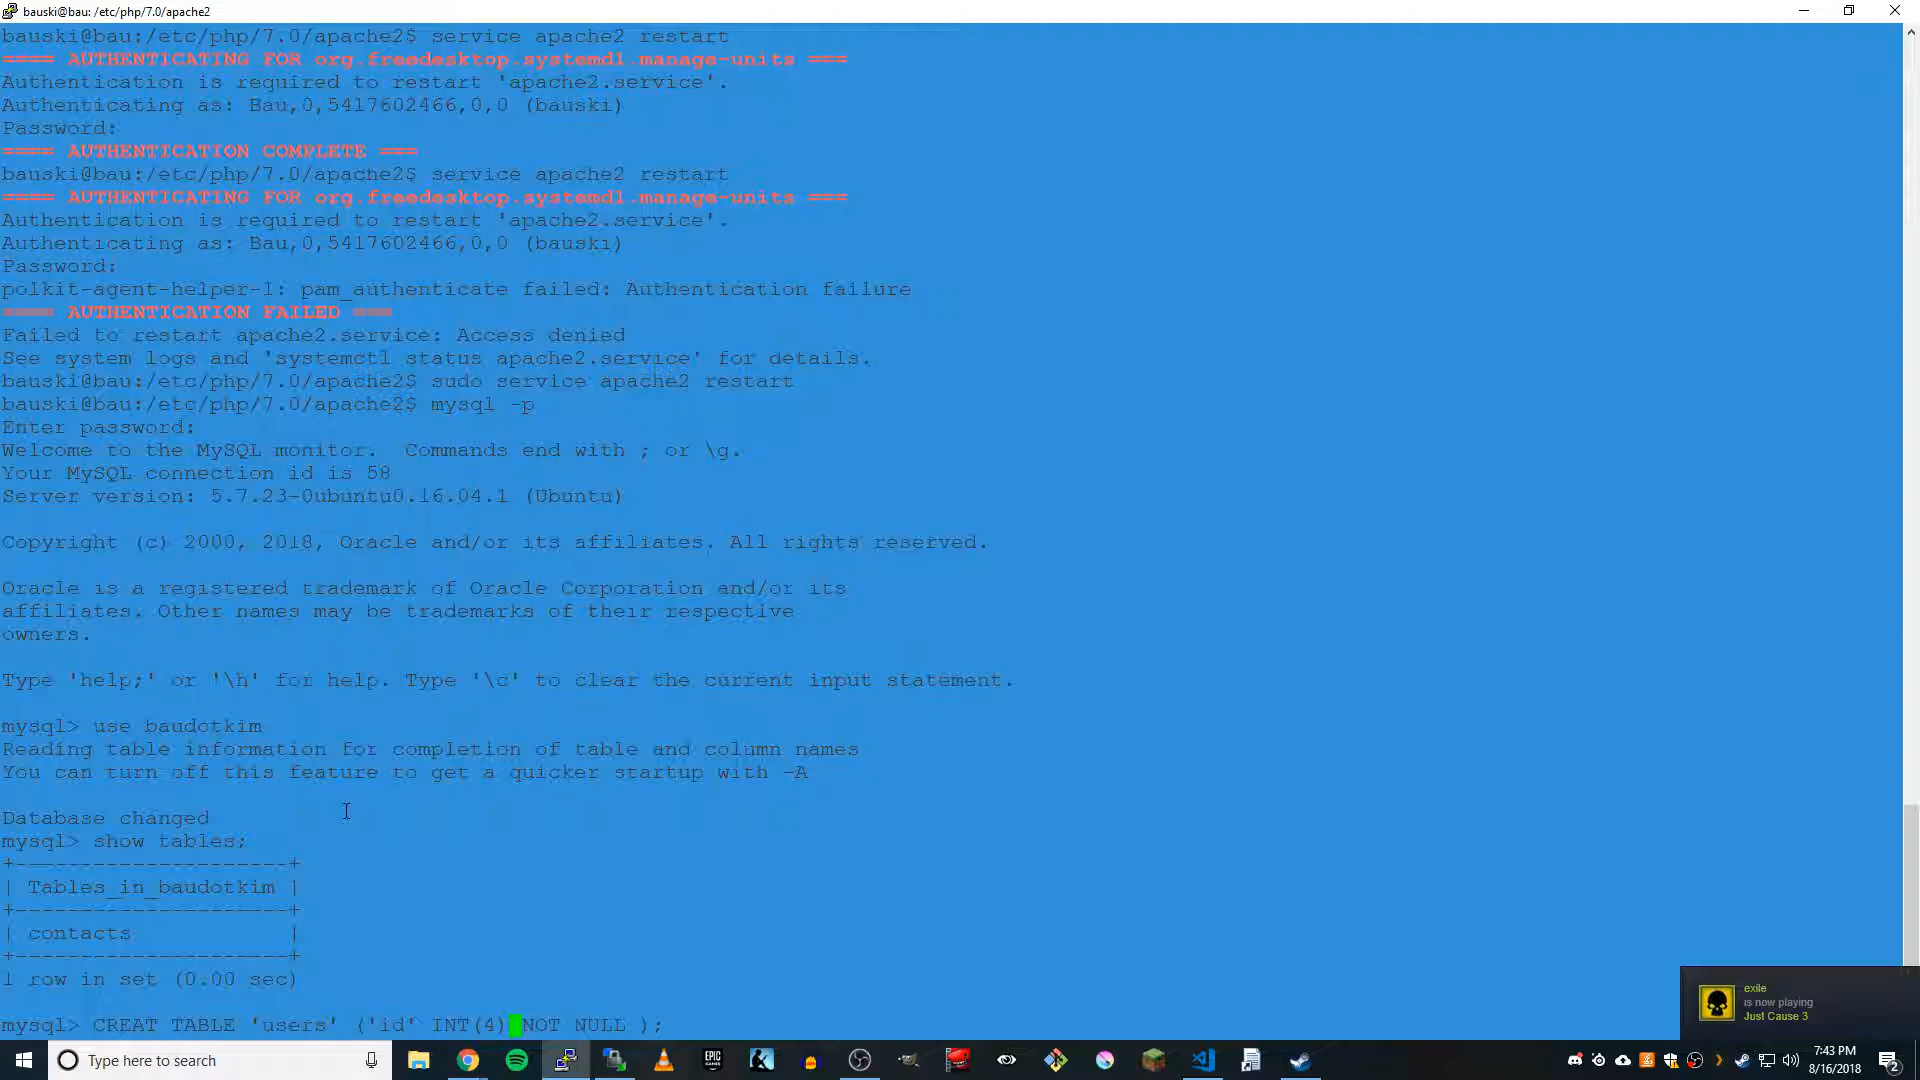 bauski@bau: /etc/php/7.0/apache2
bauski@bau:/etc/php/7.0/apache2$ service apache2 restart
==== AUTHENTICATING FOR org.freedesktop.systemd1.manage-units ===
Authentication is required to restart 'apache2.service'.
Authenticating as: Bau,0,5417602466,0,0 (bauski)
Password:
==== AUTHENTICATION COMPLETE ===
bauski@bau:/etc/php/7.0/apache2$ service apache2 restart
==== AUTHENTICATING FOR org.freedesktop.systemd1.manage-units ===
Authentication is required to restart 'apache2.service'.
Authenticating as: Bau,0,5417602466,0,0 (bauski)
Password:
polkit-agent-helper-1: pam_authenticate failed: Authentication failure
==== AUTHENTICATION FAILED ===
Failed to restart apache2.service: Access denied
See system logs and 'systemctl status apache2.service' for details.
bauski@bau:/etc/php/7.0/apache2$ sudo service apache2 restart
bauski@bau:/etc/php/7.0/apache2$ mysql -p
Enter password:
Welcome to the MySQL monitor.  Commands end with ; or \g.
Your MySQL connection id is 58
Server version: 5.7.23-0ubuntu0.16.04.1 (Ubuntu)
Copyright (c) 2000, 2018, Oracle and/or its affiliates. All rights reserved.
Oracle is a registered trademark of Oracle Corporation and/or its
affiliates. Other names may be trademarks of their respective
owners.
Type 'help;' or '\h' for help. Type '\c' to clear the current input statement.
mysql> use baudotkim
Reading table information for completion of table and column names
You can turn off this feature to get a quicker startup with -A
Database changed
mysql> show tables;
+---------------------+
| Tables_in_baudotkim |
+---------------------+
| contacts            |
+---------------------+
1 row in set (0.00 sec)
mysql> CREAT TABLE 'users' ('id' INT(4) NOT NULL );
exile
is now playing
Just Cause 3
Type here to search
EPIC
GAMES
7:43 PM
8/16/2018
2